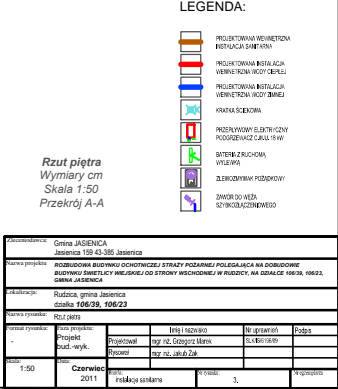 LEGENDA:
PROJEKTOWANA WEWNĘTRZNA
INSTALACJA SANITARNA
PROJEKTOWANA INSTALACJA
WEWNĘTRZNA WODY CIEPŁEJ
PROJEKTOWANA INSTALACJA
WEWNĘTRZNA WODY ZIMNEJ
KRATKA ŚCIEKOWA
PRZEPŁYWOWY ELEKTRYCZNY
PODGRZEWACZ C.W.U. 18 kW
BATERIA Z RUCHOMĄ
WYLEWKĄ
ZLEWOZMYWAK POŻĄDKOWY
ZAWÓR DO WĘŻA
SZYBKOZŁĄCZENIOWEGO
Rzut piętra
Wymiary cm
Skala 1:50
Przekrój A-A
Zleceniodawca: Gmina JASIENICA
Jasienica 159 43-385 Jasienica
Nazwa projektu ROZBUDOWA BUDYNKU OCHOTNICZEJ STRAŻY POŻARNEJ POLEGAJĄCA NA DOBUDOWIE
BUDYNKU ŚWIETLICY WIEJSKIEJ OD STRONY WSCHODNIEJ W RUDZICY, NA DZIAŁCE 106/39, 106/23,
GMINA JASIENICA
Lokalizacja: Rudzica, gmina Jasienica
działka 106/39, 106/23
Nazwa rysunku: Rzut piętra
Format rysunku: - Faza projektu: Projekt bud.-wyk.
Imię i nazwisko Nr uprawnień Podpis
Projektował mgr inż. Grzegorz Marek
Rysował mgr inż. Jakub Żak
Skala: 1:50 Data: Czerwiec 2011
Branża: instalacje sanitarne Nr rysunku: 3. Nr egzemplarza